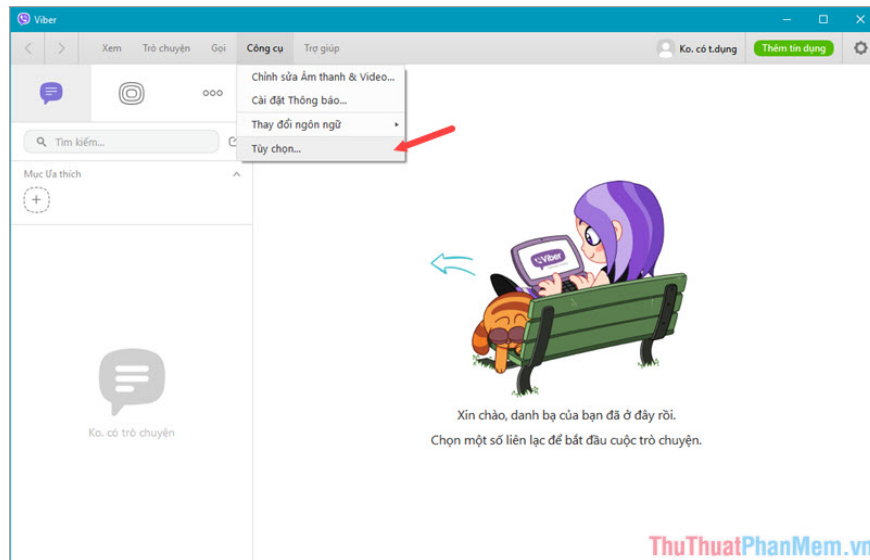 Viber
Xem Trò chuyện Gọi Công cụ Trợ giúp
Ko. có t.dụng
Thêm tín dụng
Chỉnh sửa Âm thanh & Video...
Cài đặt Thông báo...
Thay đổi ngôn ngữ
Tùy chọn...
Tìm kiếm...
Mục Ưa thích
Viber
Ko. có trò chuyện
Xin chào, danh bạ của bạn đã ở đây rồi.
Chọn một số liên lạc để bắt đầu cuộc trò chuyện.
ThuThuatPhanMem.vn